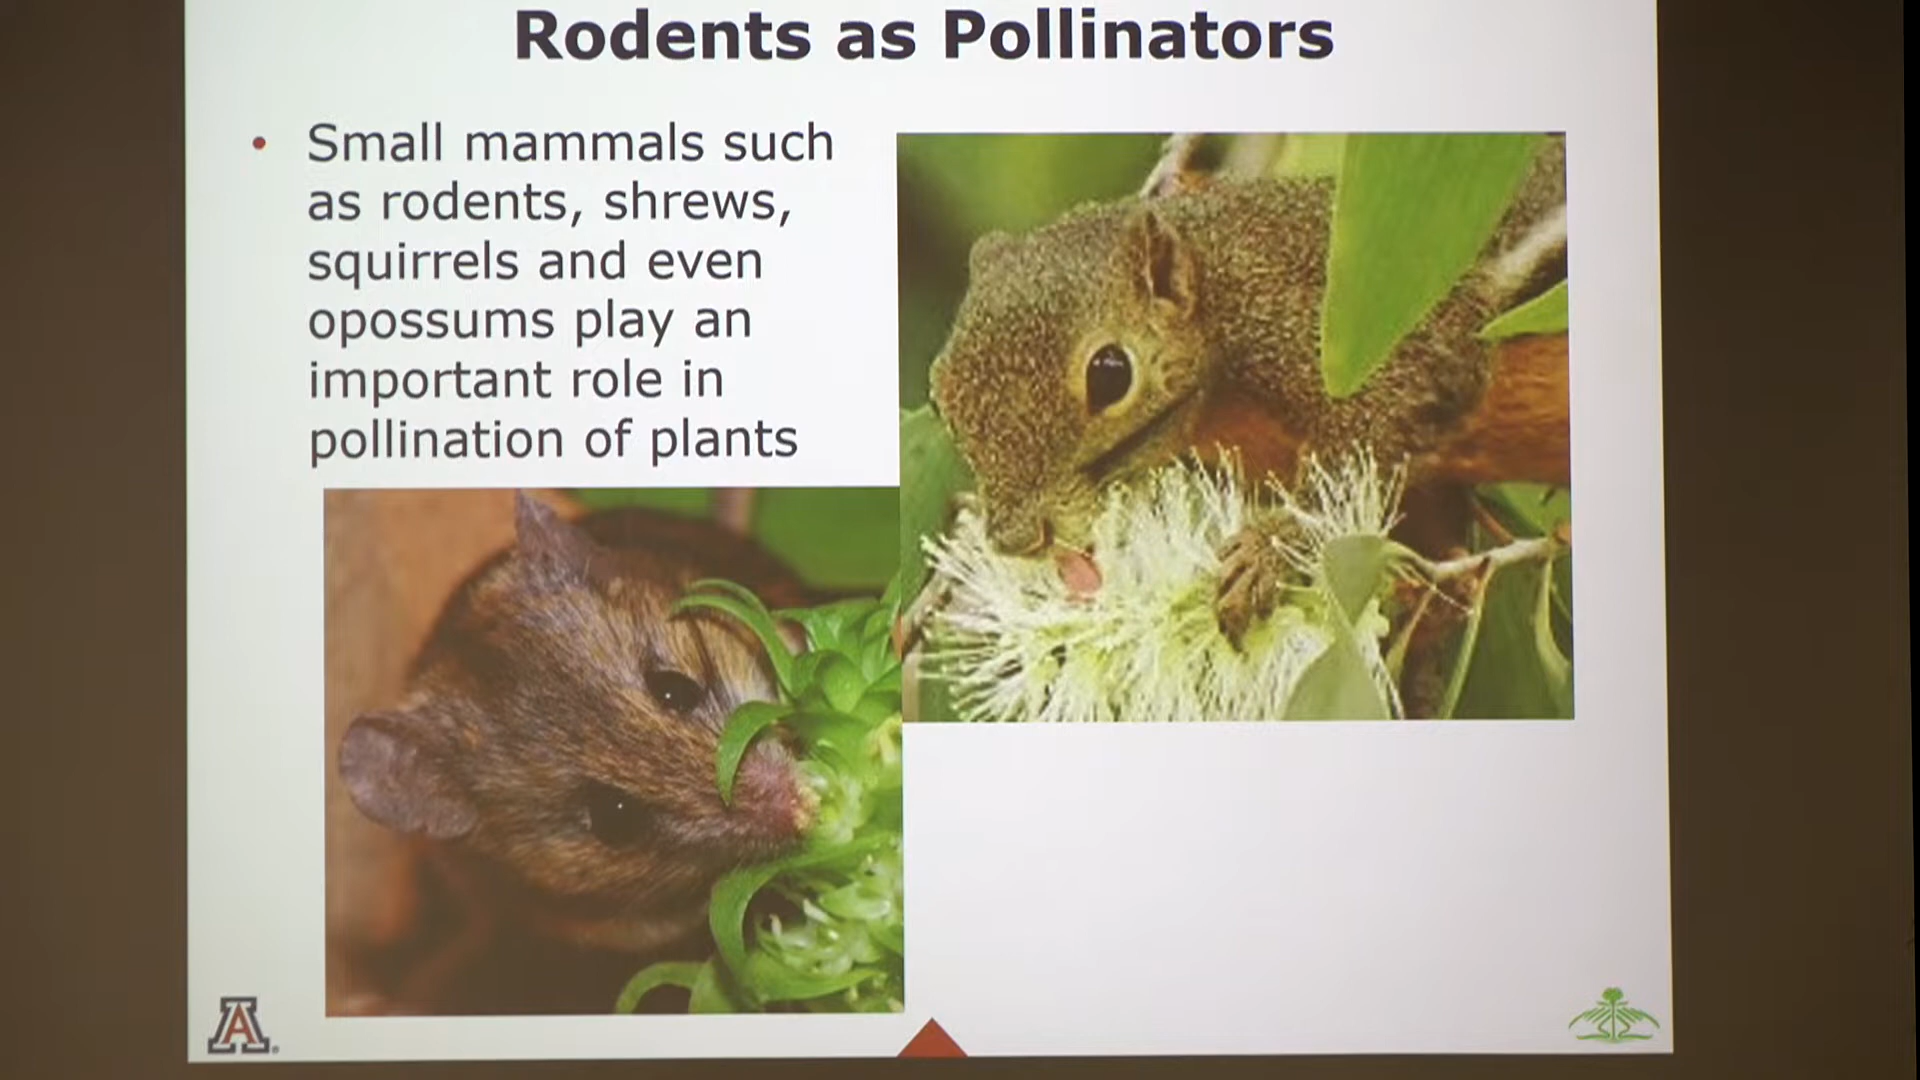 Rodents as Pollinators
• Small mammals such
as rodents, shrews,
squirrels and even
opossums play an
important role in
pollination of plants
A